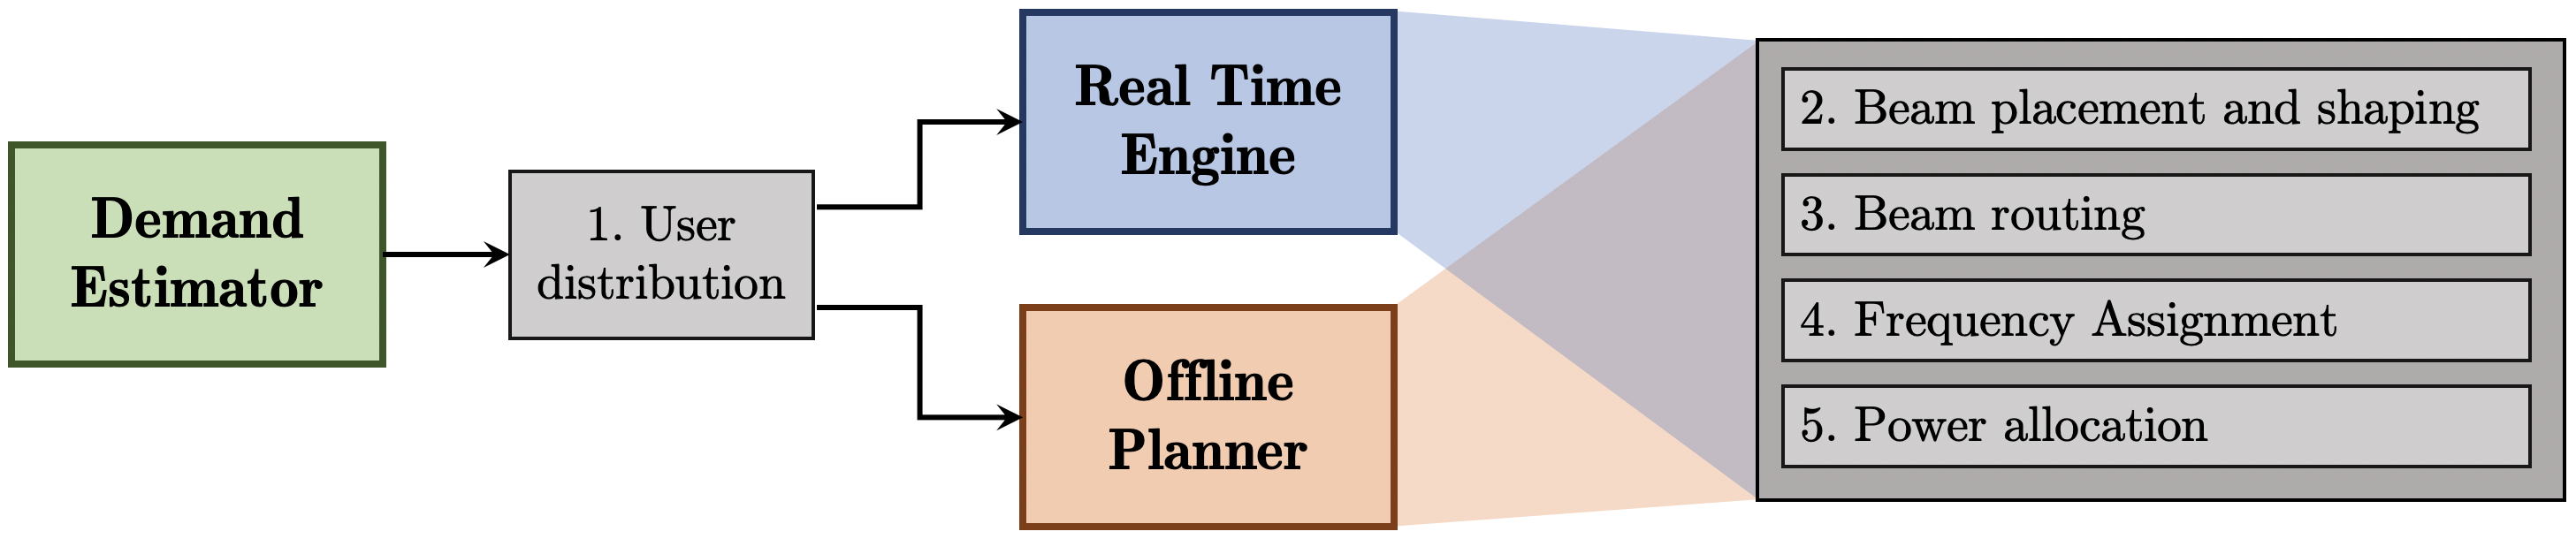 Demand
Estimator
1. User
distribution
Real Time
Engine
Offline
Planner
2. Beam placement and shaping
3. Beam routing
4. Frequency Assignment
5. Power allocation